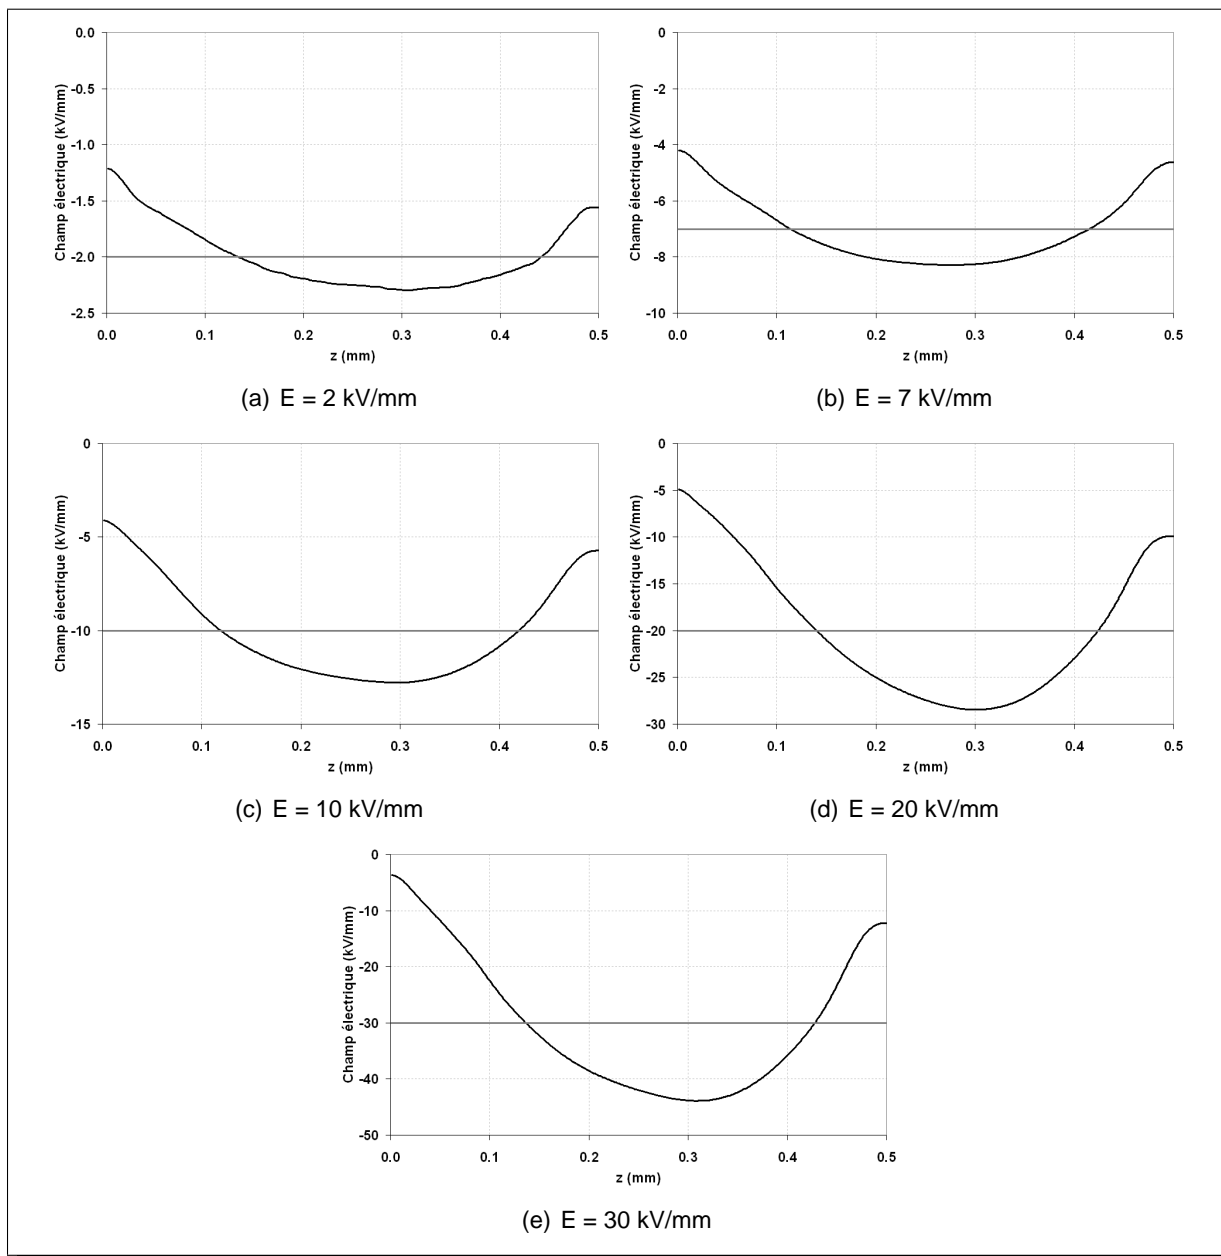 0.0
-0.5
-1.0
-1.5
-2.0
-2.5
Champ électrique (kV/mm)
0.0 0.1 0.2 0.3 0.4 0.5
z (mm)
(a) E = 2 kV/mm
0
-2
-4
-6
-8
-10
Champ électrique (kV/mm)
0.0 0.1 0.2 0.3 0.4 0.5
z (mm)
(b) E = 7 kV/mm
0
-5
-10
-15
Champ électrique (kV/mm)
0.0 0.1 0.2 0.3 0.4 0.5
z (mm)
(c) E = 10 kV/mm
0
-5
-10
-15
-20
-25
-30
Champ électrique (kV/mm)
0.0 0.1 0.2 0.3 0.4 0.5
z (mm)
(d) E = 20 kV/mm
0
-10
-20
-30
-40
-50
Champ électrique (kV/mm)
0.0 0.1 0.2 0.3 0.4 0.5
z (mm)
(e) E = 30 kV/mm